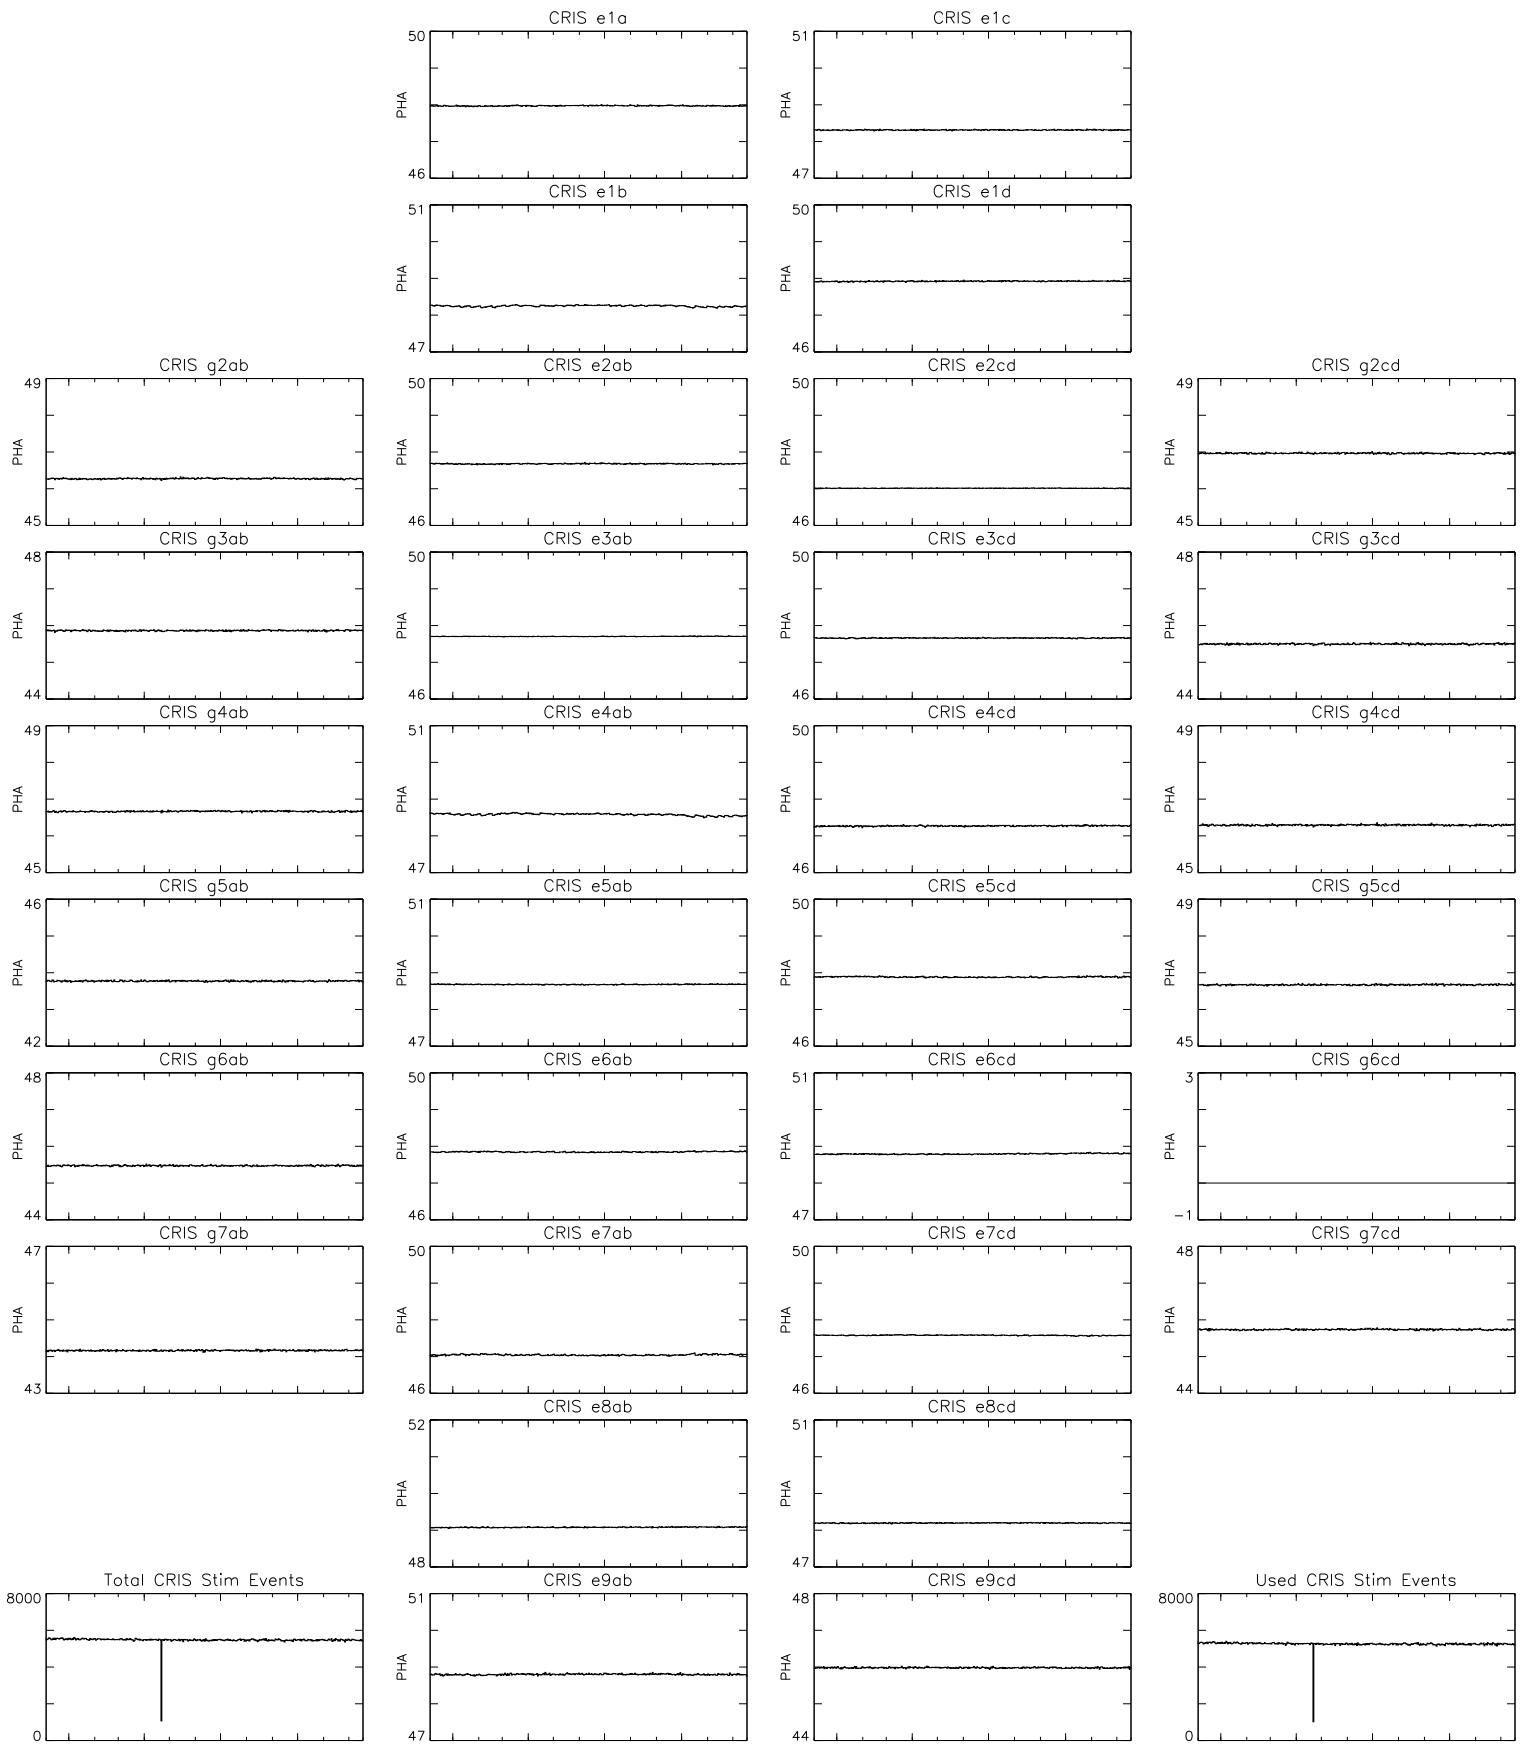 CRIS e1a
CRIS e1c
50
PHA
46
51
PHA
47
CRIS e1b
CRIS e1d
51
PHA
47
50
PHA
46
CRIS g2ab
CRIS e2ab
CRIS e2cd
CRIS g2cd
49
PHA
45
50
PHA
46
50
PHA
46
49
PHA
45
CRIS g3ab
CRIS e3ab
CRIS e3cd
CRIS g3cd
48
PHA
44
50
PHA
46
50
PHA
46
48
PHA
44
CRIS g4ab
CRIS e4ab
CRIS e4cd
CRIS g4cd
49
PHA
45
51
PHA
47
50
PHA
46
49
PHA
45
CRIS g5ab
CRIS e5ab
CRIS e5cd
CRIS g5cd
46
PHA
42
51
PHA
47
50
PHA
46
49
PHA
45
CRIS g6ab
CRIS e6ab
CRIS e6cd
CRIS g6cd
48
PHA
44
50
PHA
46
51
PHA
47
3
PHA
-1
CRIS g7ab
CRIS e7ab
CRIS e7cd
CRIS g7cd
47
PHA
43
50
PHA
46
50
PHA
46
48
PHA
44
CRIS e8ab
CRIS e8cd
52
PHA
48
51
PHA
47
Total CRIS Stim Events
CRIS e9ab
CRIS e9cd
Used CRIS Stim Events
8000
0
51
PHA
47
48
PHA
44
8000
0